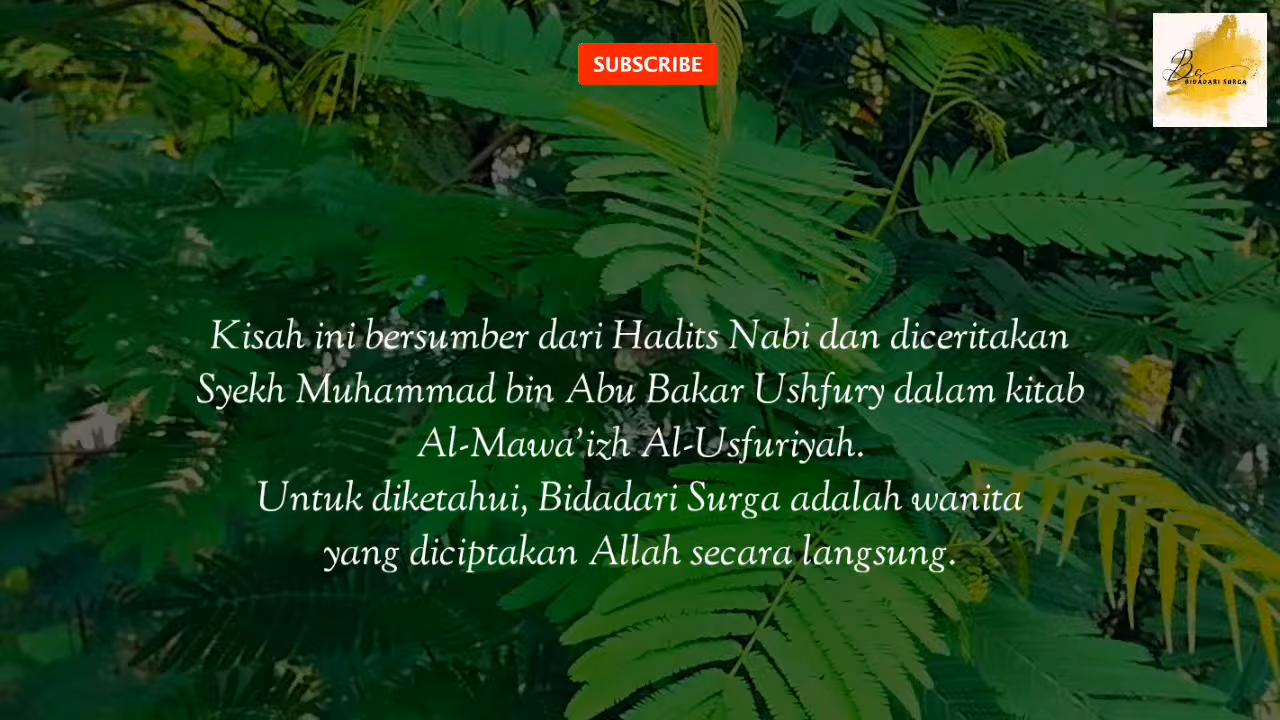 SUBSCRIBE
Bs
BIDADARI SURGA
Kisah ini bersumber dari Hadits Nabi dan diceritakan
Syekh Muhammad bin Abu Bakar Ushfury dalam kitab
Al-Mawa'izh Al-Usfuriyah.
Untuk diketahui, Bidadari Surga adalah wanita
yang diciptakan Allah secara langsung.